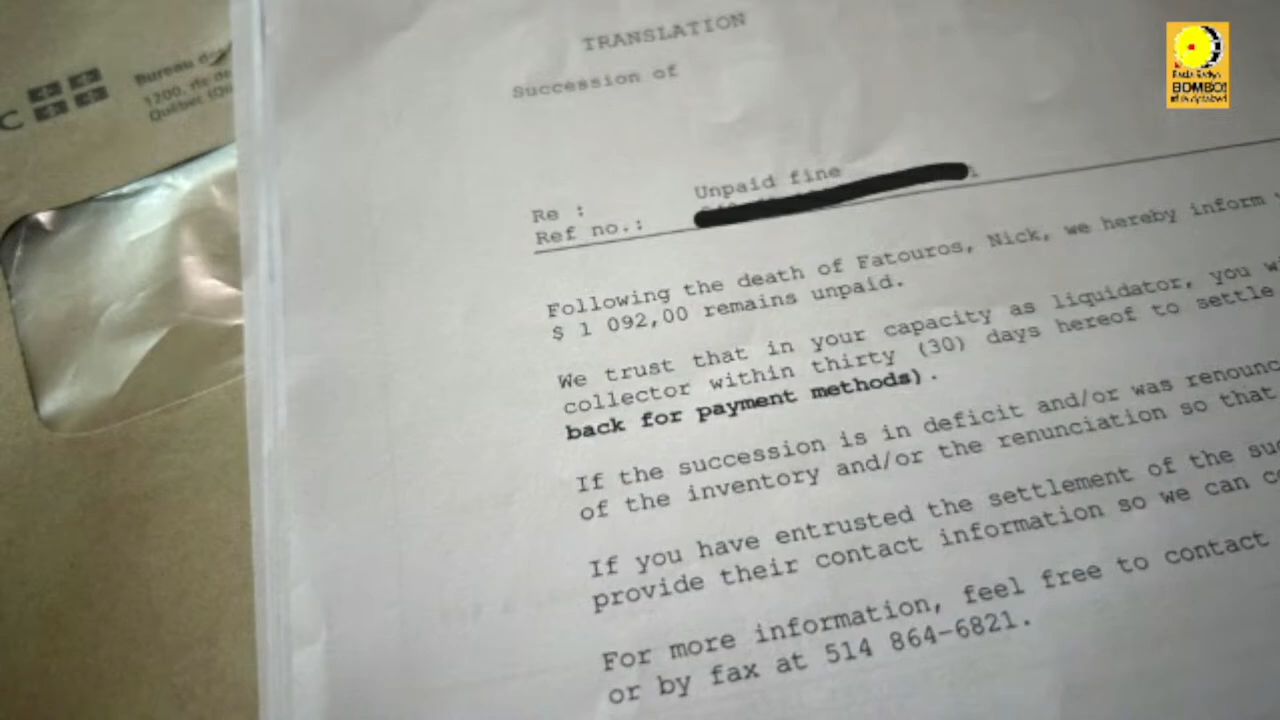 TRANSLATION
Succession of
Unpaid fine
Re :
Ref no.:
Following the death of Fatouros, Nick, we hereby inform
$ 1 092,00 remains unpaid.
We trust that in your capacity as liquidator, you
collector within thirty (30) days hereof to settle
back for payment methods).
If the succession is in deficit and/or was renounc
of the inventory and/or the renunciation so that
If you have entrusted the settlement of the
provide their contact information so we can
For more information, feel free to contact
or by fax at 514 864-6821.
C
Bureau
1200,
Québec
BOMBO